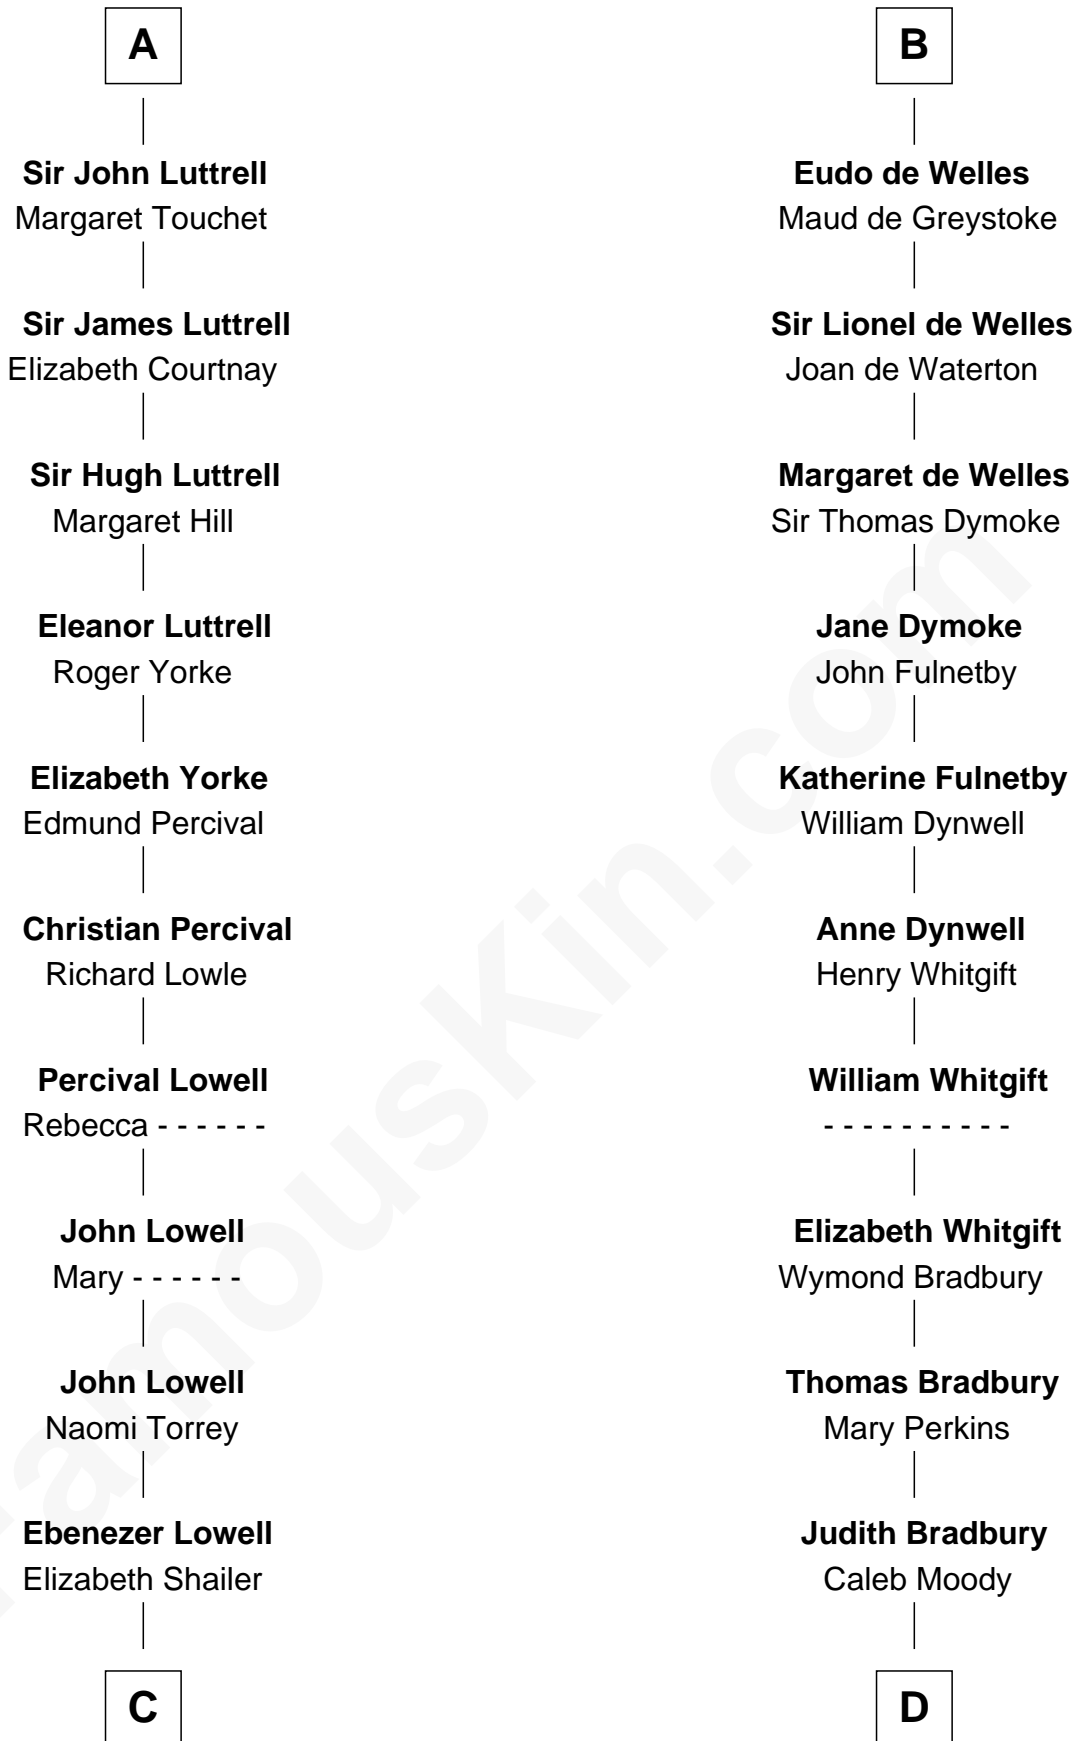 A
Sir John Luttrell
Margaret Touchet
Sir James Luttrell
Elizabeth Courtnay
Sir Hugh Luttrell
Margaret Hill
Eleanor Luttrell
Roger Yorke
Elizabeth Yorke
Edmund Percival
Christian Percival
Richard Lowle
Percival Lowell
Rebecca - - - - - -
John Lowell
Mary - - - - - -
John Lowell
Naomi Torrey
Ebenezer Lowell
Elizabeth Shailer
C
B
Eudo de Welles
Maud de Greystoke
Sir Lionel de Welles
Joan de Waterton
Margaret de Welles
Sir Thomas Dymoke
Jane Dymoke
John Fulnetby
Katherine Fulnetby
William Dynwell
Anne Dynwell
Henry Whitgift
William Whitgift
- - - - - - - - - -
Elizabeth Whitgift
Wymond Bradbury
Thomas Bradbury
Mary Perkins
Judith Bradbury
Caleb Moody
D
FamousKin.com